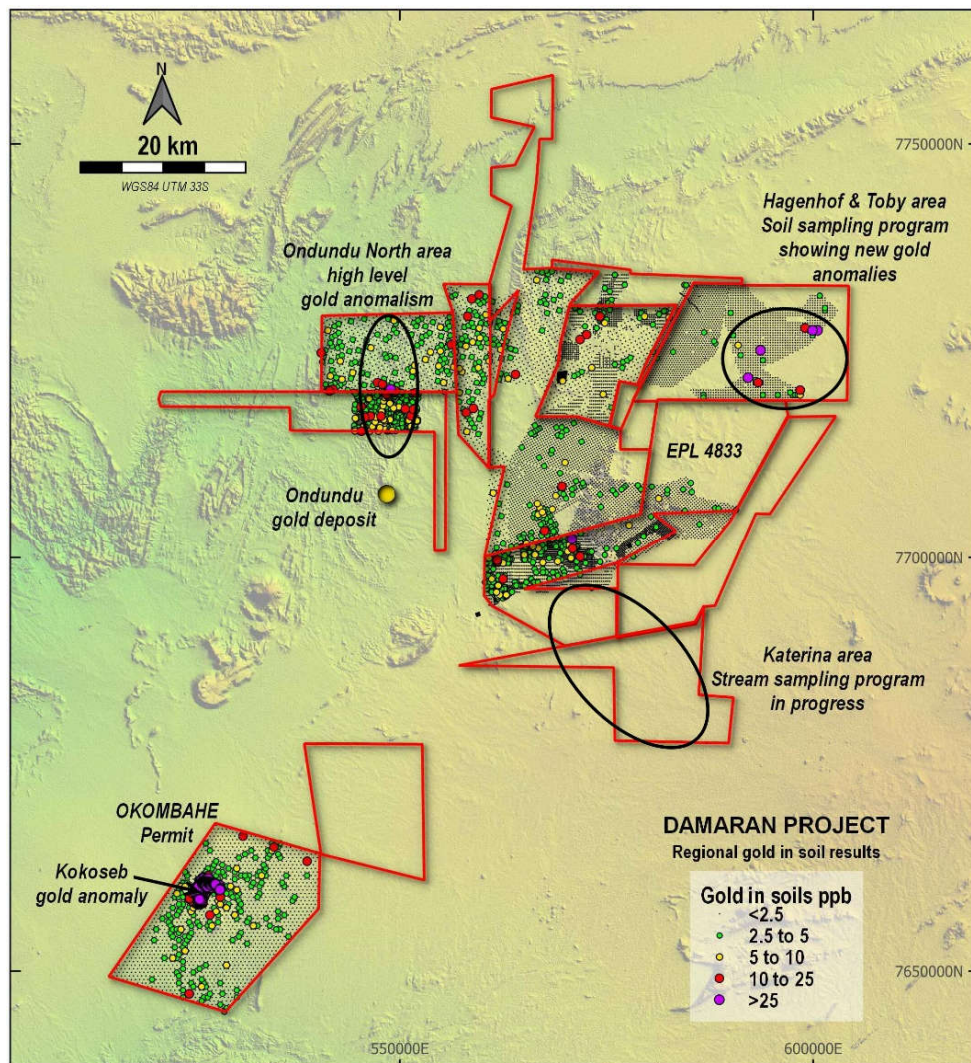 N
20 km
WGS84 UTM 33S
7750000N
Hagenhof & Toby area
Soil sampling program
showing new gold
anomalies
Ondundu North area
high level
gold anomalism
EPL 4833
Ondundu
gold deposit
7700000N
Katerina area
Stream sampling program
in progress
OKOMBAHE
Permit
Kokoseb
gold anomaly
DAMARAN PROJECT
Regional gold in soil results
Gold in soils ppb
<2.5
2.5 to 5
5 to 10
10 to 25
>25
7650000N
550000E
600000E